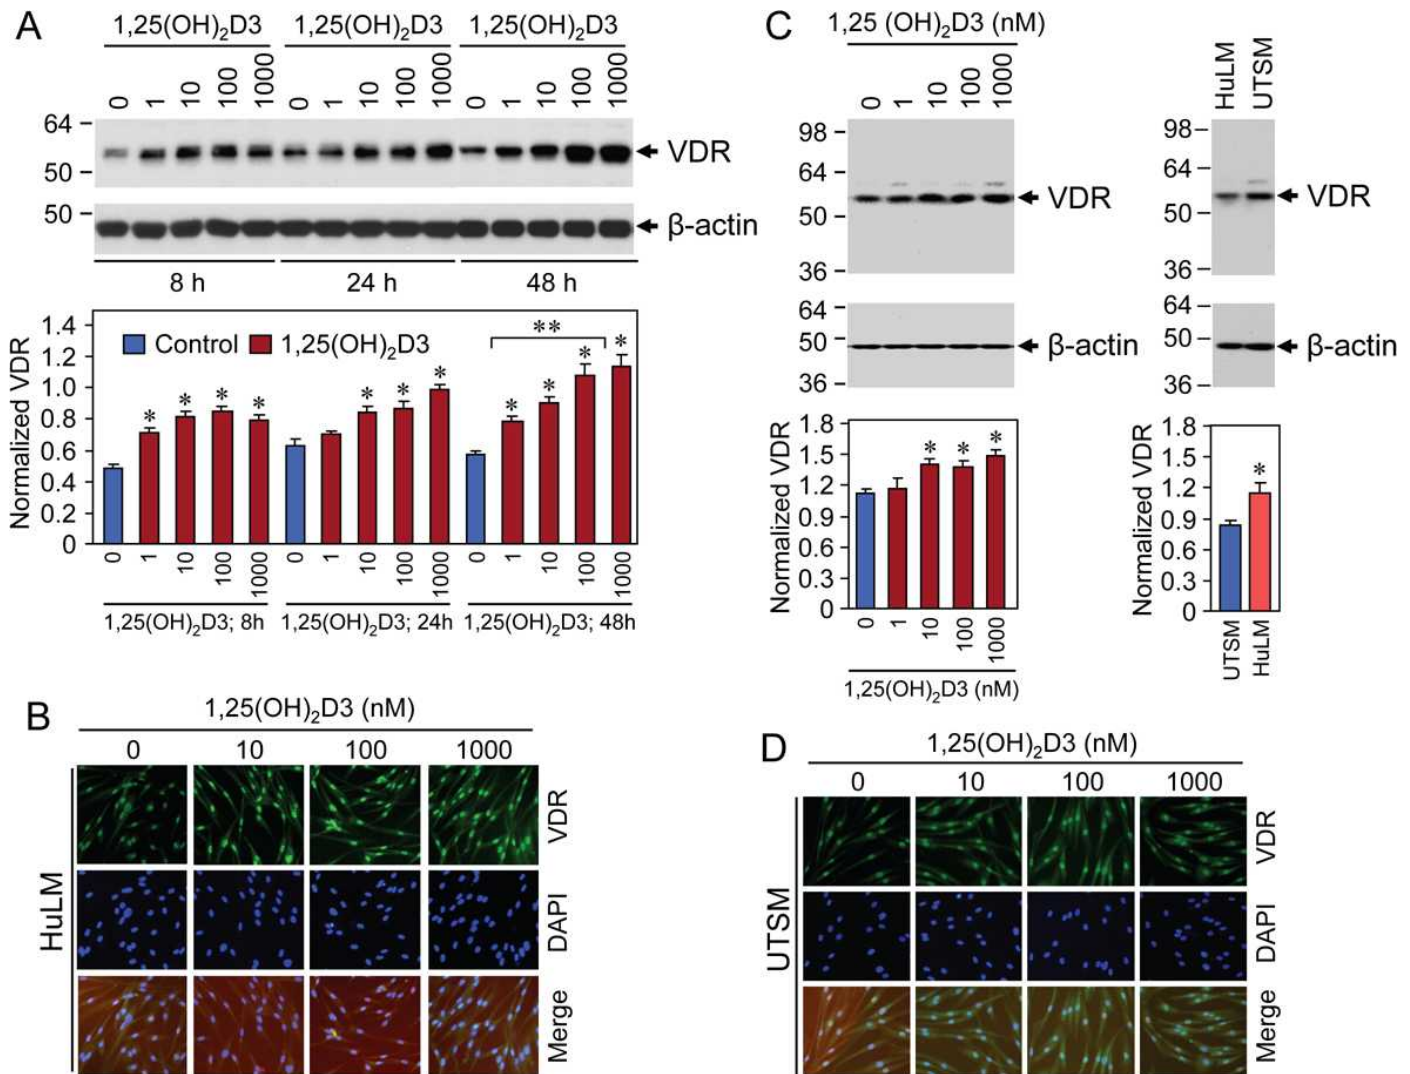 A
1,25(OH)₂D3 1,25(OH)₂D3 1,25(OH)₂D3
0 1 10 100 1000 0 1 10 100 1000 0 1 10 100 1000
64
VDR
50
50
β-actin
8 h 24 h 48 h
Normalized VDR
1.4
1.2
1.0
0.8
0.6
0.4
0.2
0
Control 1,25(OH)₂D3
**
* * * * * * * * * * *
0 1 10 100 1000 0 1 10 100 1000 0 1 10 100 1000
1,25(OH)₂D3; 8h 1,25(OH)₂D3; 24h 1,25(OH)₂D3; 48h
C
1,25 (OH)₂D3 (nM)
0 1 10 100 1000
98
64
VDR
50
36
64
50
β-actin
36
Normalized VDR
1.8
1.5
1.2
0.9
0.6
0.3
0
* * *
0 1 10 100 1000
1,25(OH)₂D3 (nM)
HuLM UTSM
98
64
VDR
50
36
64
50
β-actin
36
Normalized VDR
1.8
1.5
1.2
0.9
0.6
0.3
0
*
UTSM HuLM
B
1,25(OH)₂D3 (nM)
0 10 100 1000
HuLM
VDR
DAPI
Merge
D
1,25(OH)₂D3 (nM)
0 10 100 1000
UTSM
VDR
DAPI
Merge